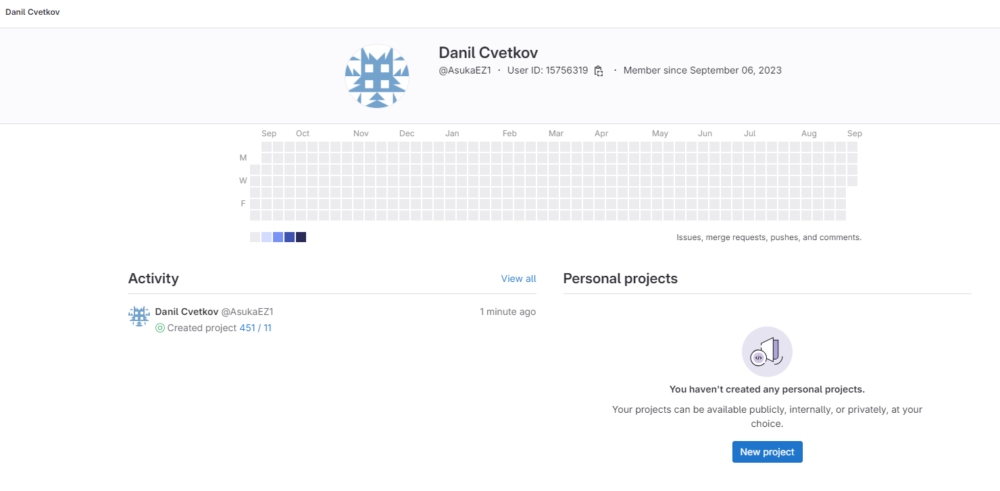 Danil Cvetkov
Danil Cvetkov
@AsukaEZ1 · User ID: 15756319 · Member since September 06, 2023
Sep Oct Nov Dec Jan Feb Mar Apr May Jun Jul Aug Sep
M
W
F
Issues, merge requests, pushes, and comments.
Activity View all
Danil Cvetkov @AsukaEZ1 1 minute ago
Created project 451 / 11
Personal projects
</>
You haven't created any personal projects.
Your projects can be available publicly, internally, or privately, at your
choice.
New project